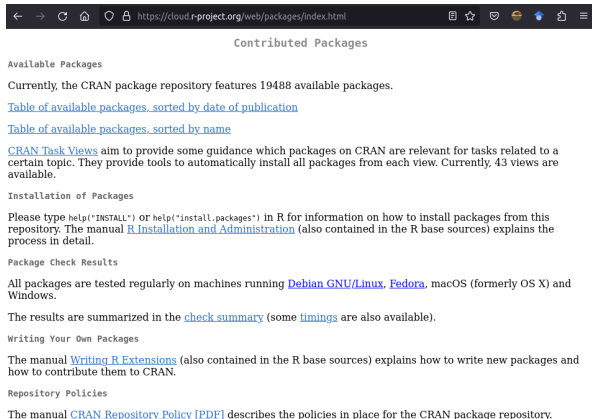 https://cloud.r-project.org/web/packages/index.html
Contributed Packages
Available Packages
Currently, the CRAN package repository features 19488 available packages.
Table of available packages, sorted by date of publication
Table of available packages, sorted by name
CRAN Task Views aim to provide some guidance which packages on CRAN are relevant for tasks related to a
certain topic. They provide tools to automatically install all packages from each view. Currently, 43 views are
available.
Installation of Packages
Please type help("INSTALL") or help("install.packages") in R for information on how to install packages from this
repository. The manual R Installation and Administration (also contained in the R base sources) explains the
process in detail.
Package Check Results
All packages are tested regularly on machines running Debian GNU/Linux, Fedora, macOS (formerly OS X) and
Windows.
The results are summarized in the check summary (some timings are also available).
Writing Your Own Packages
The manual Writing R Extensions (also contained in the R base sources) explains how to write new packages and
how to contribute them to CRAN.
Repository Policies
The manual CRAN Repository Policy [PDF] describes the policies in place for the CRAN package repository.